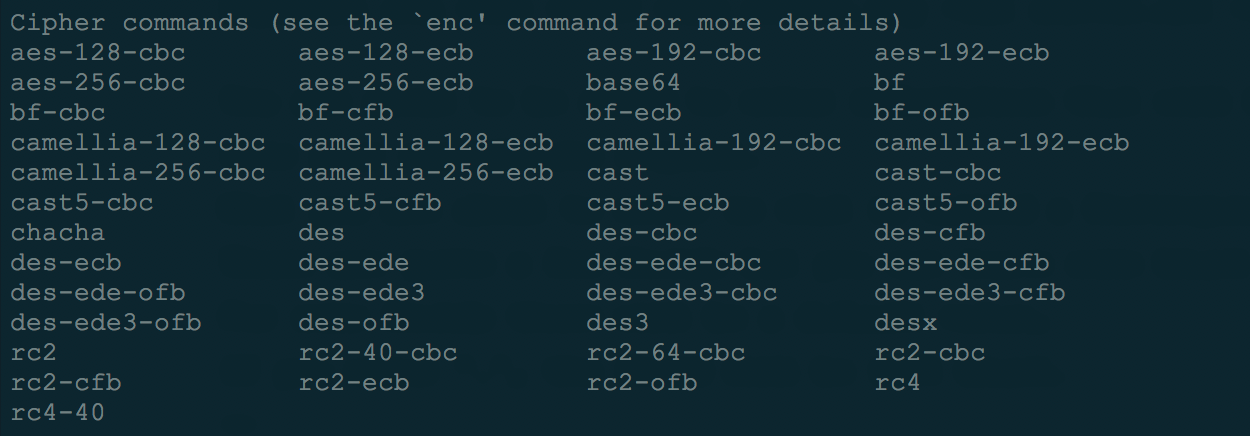 Cipher commands (see the `enc' command for more details)
aes-128-cbc       aes-128-ecb       aes-192-cbc       aes-192-ecb
aes-256-cbc       aes-256-ecb       base64            bf
bf-cbc            bf-cfb            bf-ecb            bf-ofb
camellia-128-cbc  camellia-128-ecb  camellia-192-cbc  camellia-192-ecb
camellia-256-cbc  camellia-256-ecb  cast              cast-cbc
cast5-cbc         cast5-cfb         cast5-ecb         cast5-ofb
chacha            des               des-cbc           des-cfb
des-ecb           des-ede           des-ede-cbc       des-ede-cfb
des-ede-ofb       des-ede3          des-ede3-cbc      des-ede3-cfb
des-ede3-ofb      des-ofb           des3              desx
rc2               rc2-40-cbc        rc2-64-cbc        rc2-cbc
rc2-cfb           rc2-ecb           rc2-ofb           rc4
rc4-40